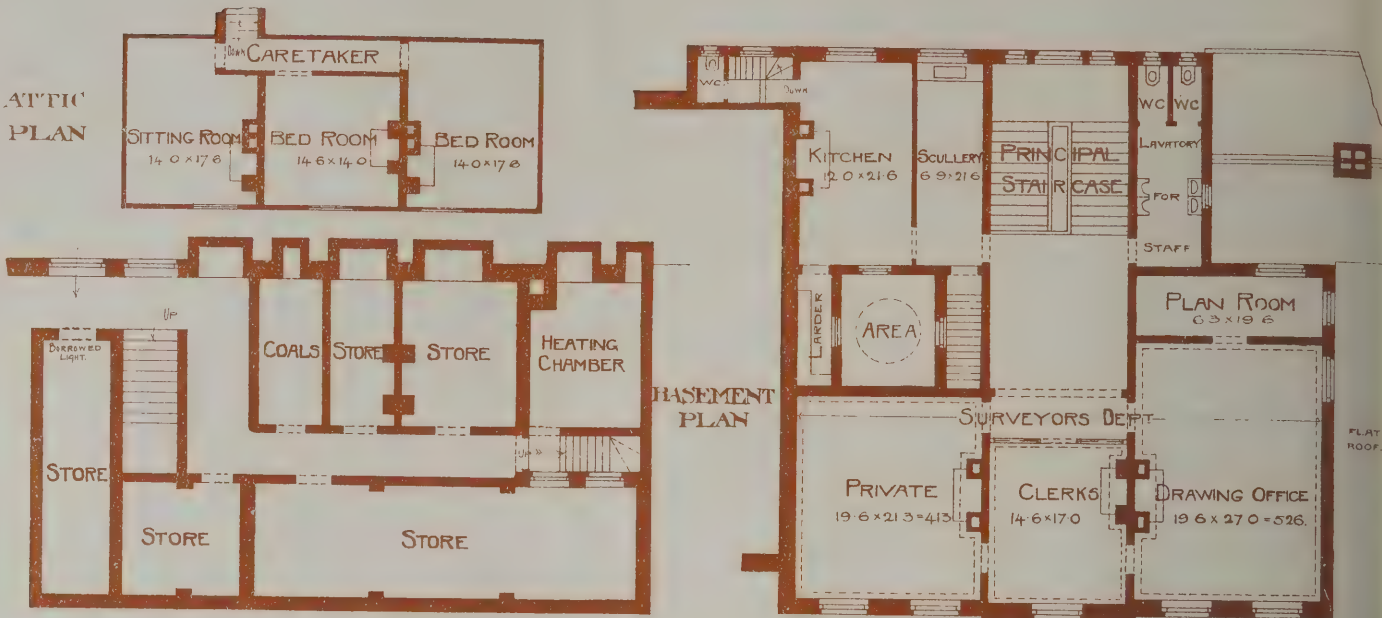 ATTIC
PLAN
DOWN
CARETAKER
SITTING ROOM
14.0×17.6
BED ROOM
14.6×14.0
BED ROOM
14.0×17.6
UP
BORROWED
LIGHT.
COALS
STORE
STORE
HEATING
CHAMBER
UP
STORE
STORE
STORE
BASEMENT
PLAN
WC
DOWN
KITCHEN
12.0×21.6
SCULLERY
6.9×21.6
PRINCIPAL
STAIRCASE
WC
WC
LAVATORY
FOR
STAFF
LARDER
AREA
PLAN ROOM
6.3×19.6
SURVEYORS DEPT
PRIVATE
19.6×21.3=413.
CLERKS
14.6×17.0
DRAWING OFFICE
19.6×27.0=526.
FLAT
ROOF.